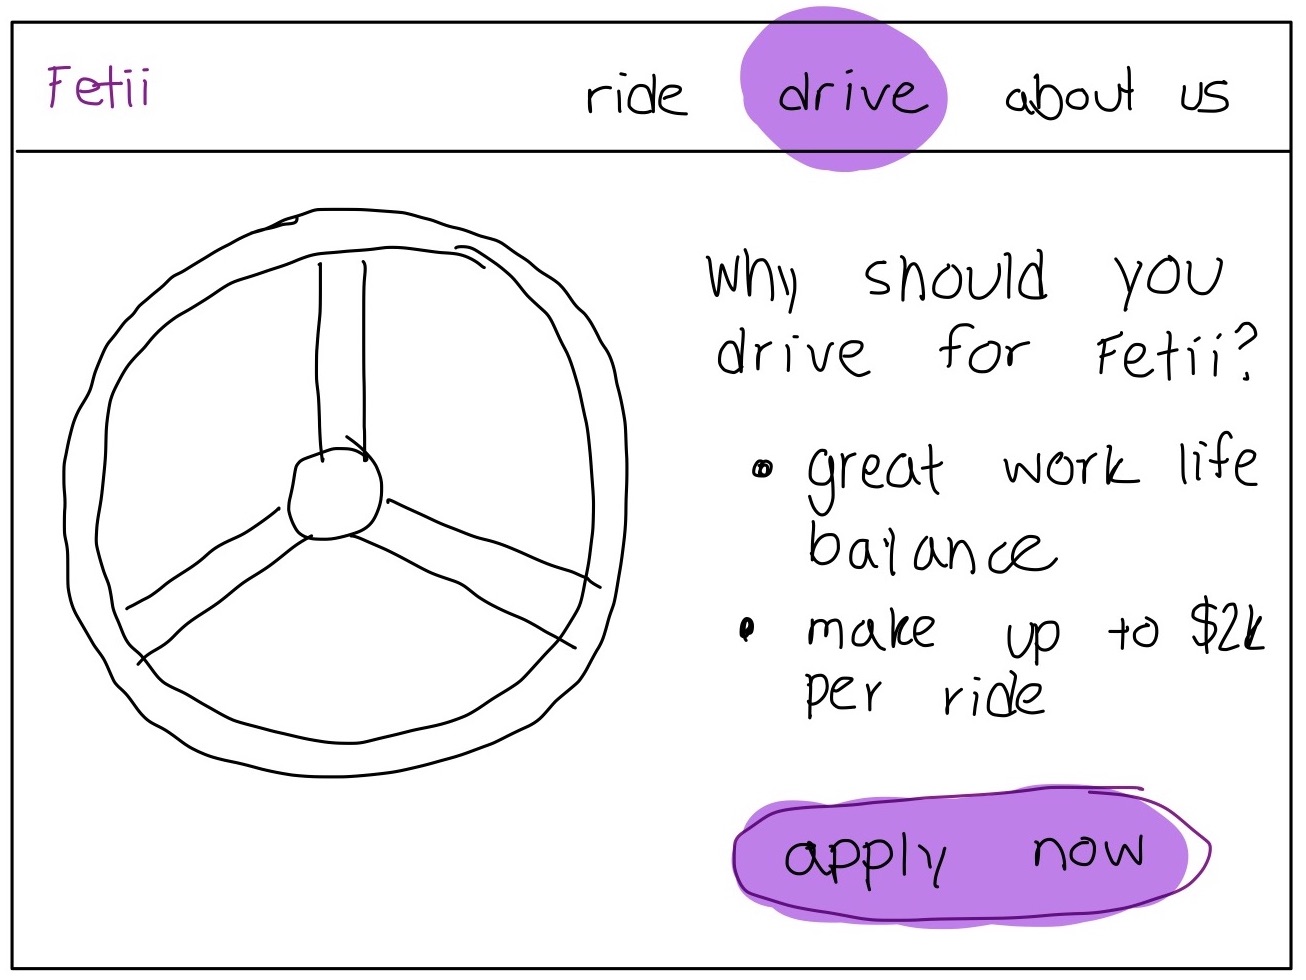 Fetii
ride drive about us
Why should you
drive for Fetii?
• great work life
balance
• make up to $2k
per ride
apply now